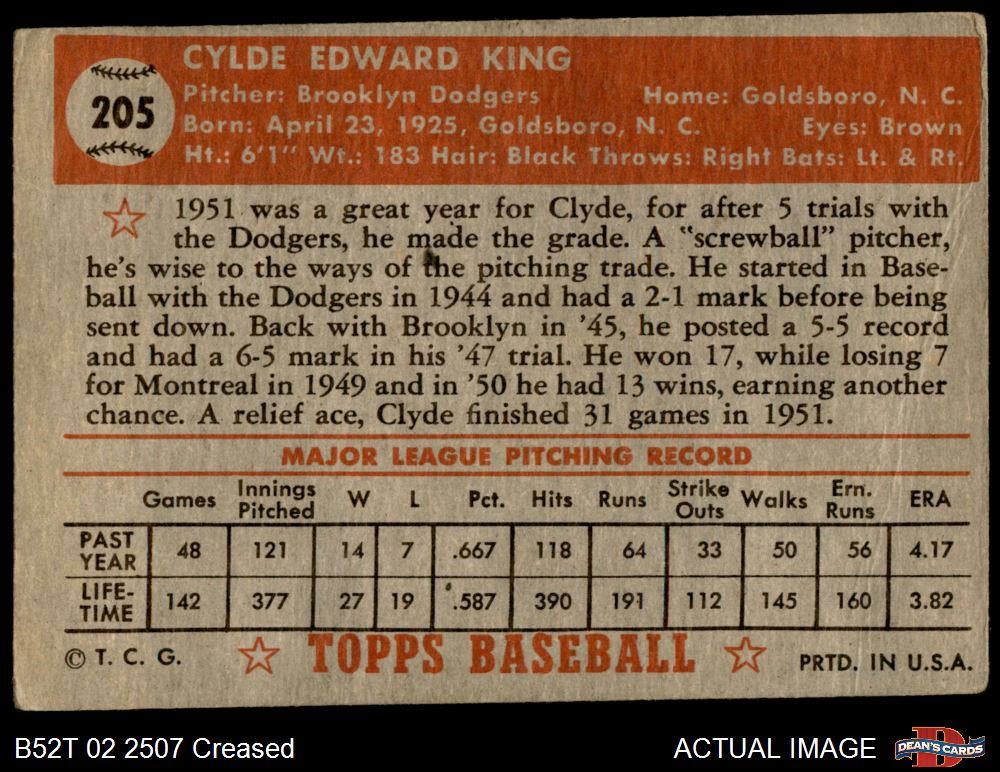 CYLDE EDWARD KING
205
Pitcher: Brooklyn Dodgers Home: Goldsboro, N. C.
Born: April 23, 1925, Goldsboro, N. C. Eyes: Brown
Ht.: 6'1" Wt.: 183 Hair: Black Throws: Right Bats: Lt. & Rt.
1951 was a great year for Clyde, for after 5 trials with
the Dodgers, he made the grade. A "screwball" pitcher,
he's wise to the ways of the pitching trade. He started in Base-
ball with the Dodgers in 1944 and had a 2-1 mark before being
sent down. Back with Brooklyn in '45, he posted a 5-5 record
and had a 6-5 mark in his '47 trial. He won 17, while losing 7
for Montreal in 1949 and in '50 he had 13 wins, earning another
chance. A relief ace, Clyde finished 31 games in 1951.
MAJOR LEAGUE PITCHING RECORD
Games Innings Pitched W L Pct. Hits Runs Strike Outs Walks Ern. Runs ERA
PAST YEAR 48 121 14 7 .667 118 64 33 50 56 4.17
LIFE-TIME 142 377 27 19 .587 390 191 112 145 160 3.82
© T. C. G. TOPPS BASEBALL PRTD. IN U.S.A.
B52T 02 2507 Creased ACTUAL IMAGE DEAN'S CARDS